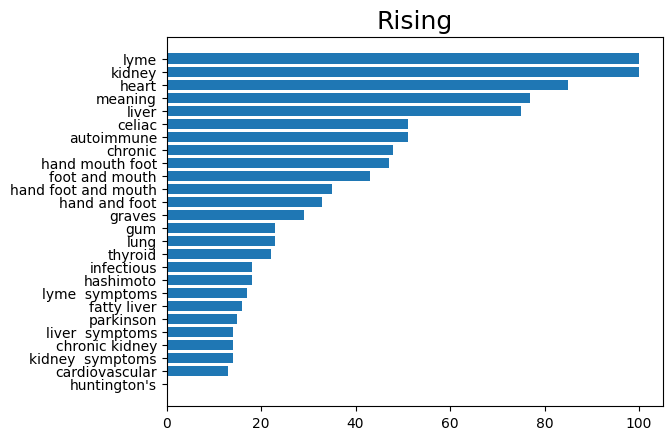 Rising
lyme
kidney
heart
meaning
liver
celiac
autoimmune
chronic
hand mouth foot
foot and mouth
hand foot and mouth
hand and foot
graves
gum
lung
thyroid
infectious
hashimoto
lyme  symptoms
fatty liver
parkinson
liver  symptoms
chronic kidney
kidney  symptoms
cardiovascular
huntington's
0 20 40 60 80 100